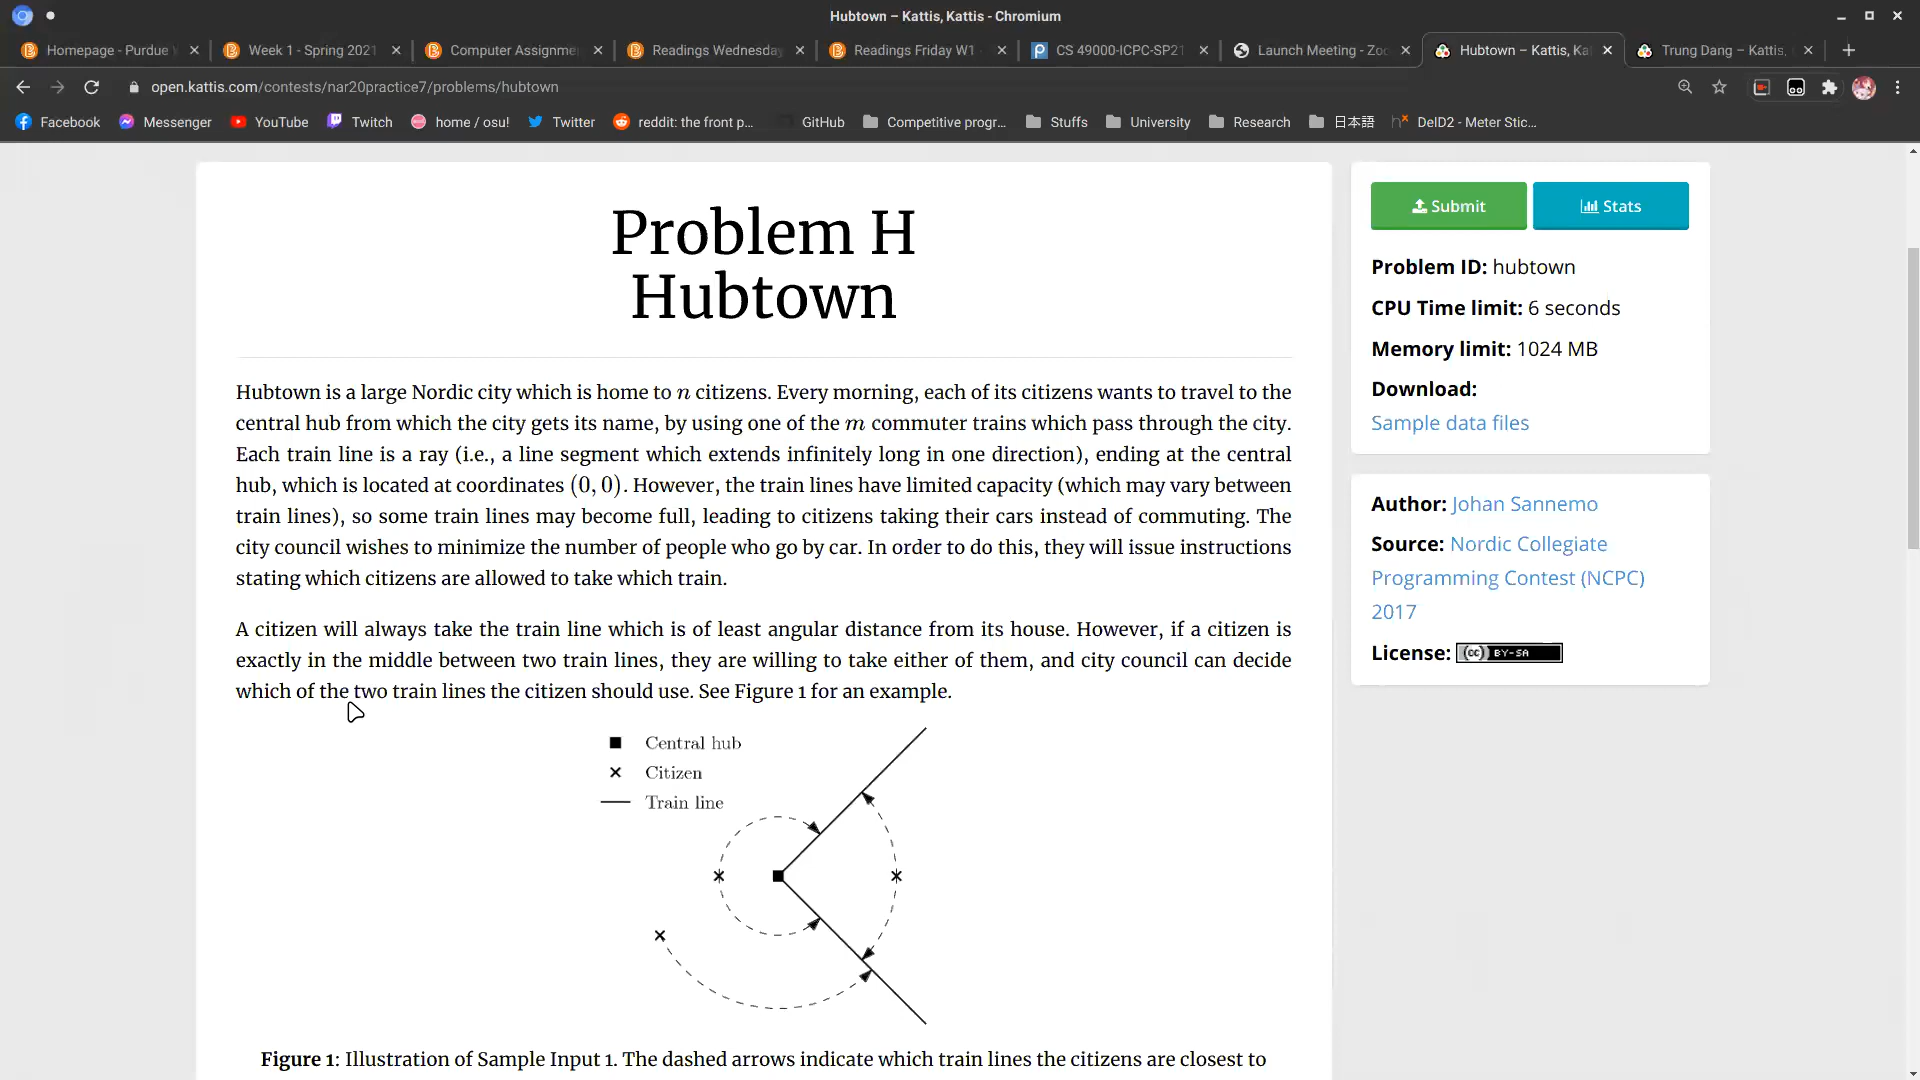 Hubtown – Kattis, Kattis - Chromium
Homepage - Purdue
Week 1 - Spring 2021
Computer Assignme
Readings Wednesday
Readings Friday W1
CS 49000-ICPC-SP21
Launch Meeting - Zo
Hubtown – Kattis, Ka
Trung Dang – Kattis,
open.kattis.com/contests/nar20practice7/problems/hubtown
Facebook
Messenger
YouTube
Twitch
home / osu!
Twitter
reddit: the front p...
GitHub
Competitive progr...
Stuffs
University
Research
日本語
DelD2 - Meter Stic...
Problem H
Hubtown
Hubtown is a large Nordic city which is home to n citizens. Every morning, each of its citizens wants to travel to the
central hub from which the city gets its name, by using one of the m commuter trains which pass through the city.
Each train line is a ray (i.e., a line segment which extends infinitely long in one direction), ending at the central
hub, which is located at coordinates (0, 0). However, the train lines have limited capacity (which may vary between
train lines), so some train lines may become full, leading to citizens taking their cars instead of commuting. The
city council wishes to minimize the number of people who go by car. In order to do this, they will issue instructions
stating which citizens are allowed to take which train.
A citizen will always take the train line which is of least angular distance from its house. However, if a citizen is
exactly in the middle between two train lines, they are willing to take either of them, and city council can decide
which of the two train lines the citizen should use. See Figure 1 for an example.
Central hub
Citizen
Train line
Figure 1: Illustration of Sample Input 1. The dashed arrows indicate which train lines the citizens are closest to
Submit
Stats
Problem ID: hubtown
CPU Time limit: 6 seconds
Memory limit: 1024 MB
Download:
Sample data files
Author: Johan Sannemo
Source: Nordic Collegiate
Programming Contest (NCPC)
2017
License: (cc) BY-SA